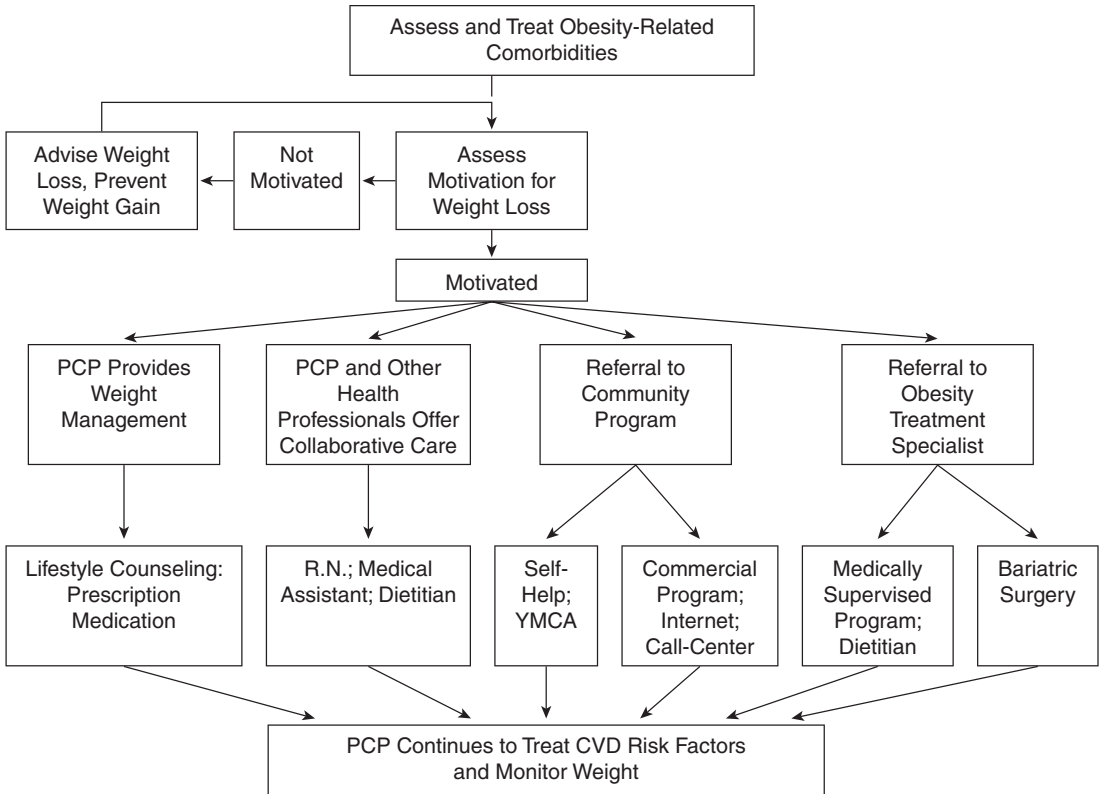 Assess and Treat Obesity-Related
Comorbidities
Advise Weight
Loss, Prevent
Weight Gain
Not
Motivated
Assess
Motivation for
Weight Loss
Motivated
PCP Provides
Weight
Management
PCP and Other
Health
Professionals Offer
Collaborative Care
Referral to
Community
Program
Referral to
Obesity
Treatment
Specialist
Lifestyle Counseling:
Prescription
Medication
R.N.; Medical
Assistant; Dietitian
Self-
Help;
YMCA
Commercial
Program;
Internet;
Call-Center
Medically
Supervised
Program;
Dietitian
Bariatric
Surgery
PCP Continues to Treat CVD Risk Factors
and Monitor Weight